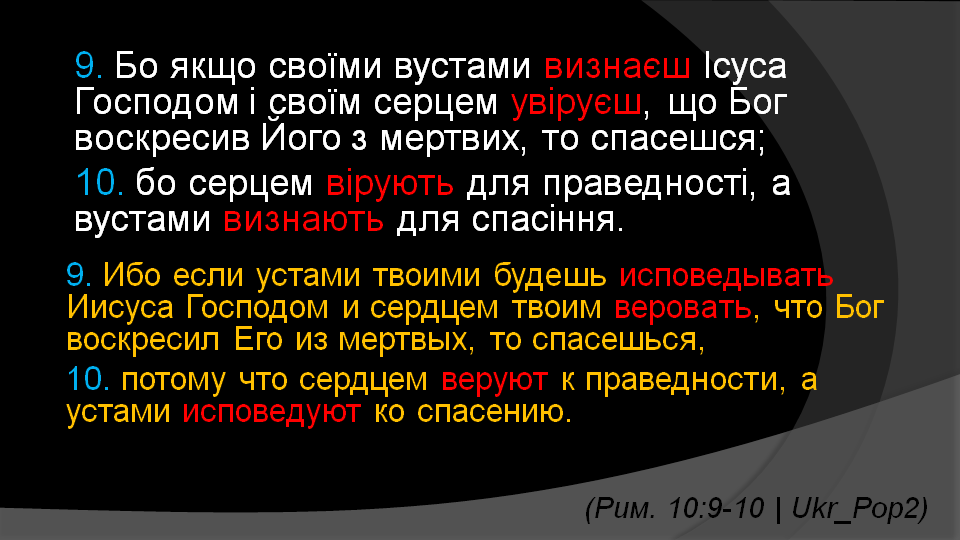 9. Бо якщо своїми вустами визнаєш Ісуса
Господом і своїм серцем увіруєш, що Бог
воскресив Його з мертвих, то спасешся;
10. бо серцем вірують для праведності, а
вустами визнають для спасіння.
9. Ибо если устами твоими будешь исповедывать
Иисуса Господом и сердцем твоим веровать, что Бог
воскресил Его из мертвых, то спасешься,
10. потому что сердцем веруют к праведности, а
устами исповедуют ко спасению.
(Рим. 10:9-10 | Ukr_Pop2)